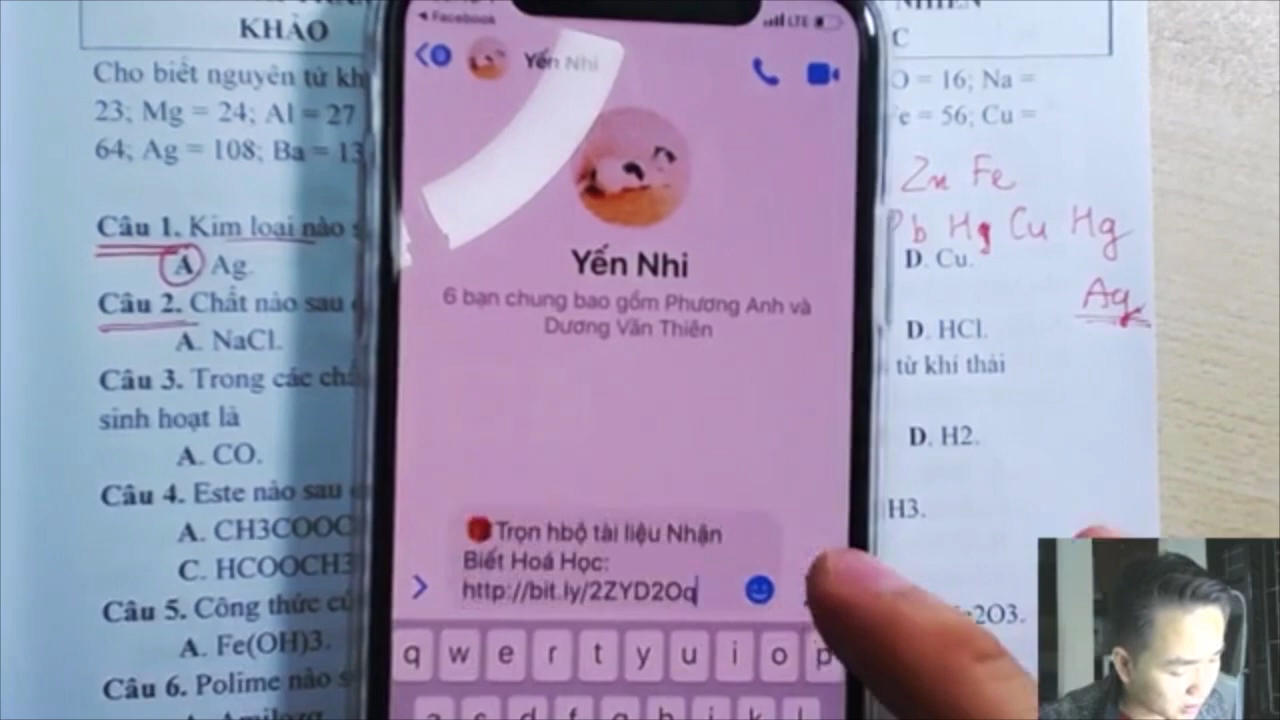 KHẢO
C
Cho biết nguyên tử kh
O = 16; Na =
23; Mg = 24; Al = 27
Fe = 56; Cu =
64; Ag = 108; Ba = 13
Zn Fe
Pb Hg Cu Hg
Ag
Câu 1. Kim loại nào s
A. Ag.
D. Cu.
Câu 2. Chất nào sau
A. NaCl.
D. HCl.
Câu 3. Trong các chấ
từ khí thải
sinh hoạt là
A. CO.
D. H2.
Câu 4. Este nào sau
A. CH3COOC
H3.
C. HCOOCH3
Câu 5. Công thức củ
A. Fe(OH)3.
2O3.
Câu 6. Polime nào s
Facebook
LTE
Yến Nhi
Yến Nhi
6 bạn chung bao gồm Phương Anh và
Dương Văn Thiên
Trọn hbộ tài liệu Nhận
Biết Hoá Học:
http://bit.ly/2ZYD2Oq
q w e r t y u i o p